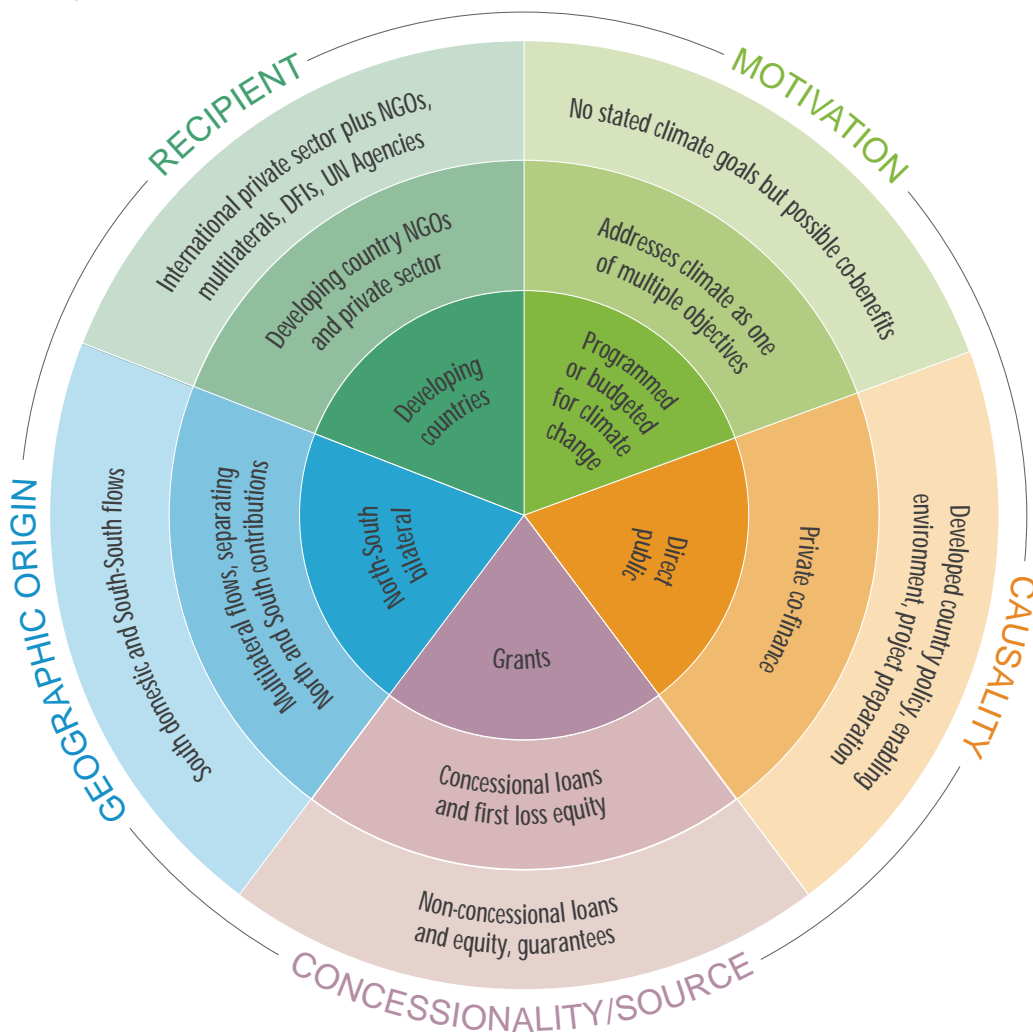 RECIPIENT
International private sector plus NGOs,
multilaterals, DFIs, UN Agencies
Developing country NGOs
and private sector
Developing
countries
MOTIVATION
No stated climate goals but possible co-benefits
Addresses climate as one
of multiple objectives
Programmed
or budgeted
for climate
change
CAUSALITY
Developed country policy, enabling
environment, project preparation
Private co-finance
Direct
public
CONCESSIONALITY/SOURCE
Grants
Concessional loans
and first loss equity
Non-concessional loans
and equity, guarantees
GEOGRAPHIC ORIGIN
South domestic and South-South flows
Multilateral flows, separating
North and South contributions
North-South
bilateral